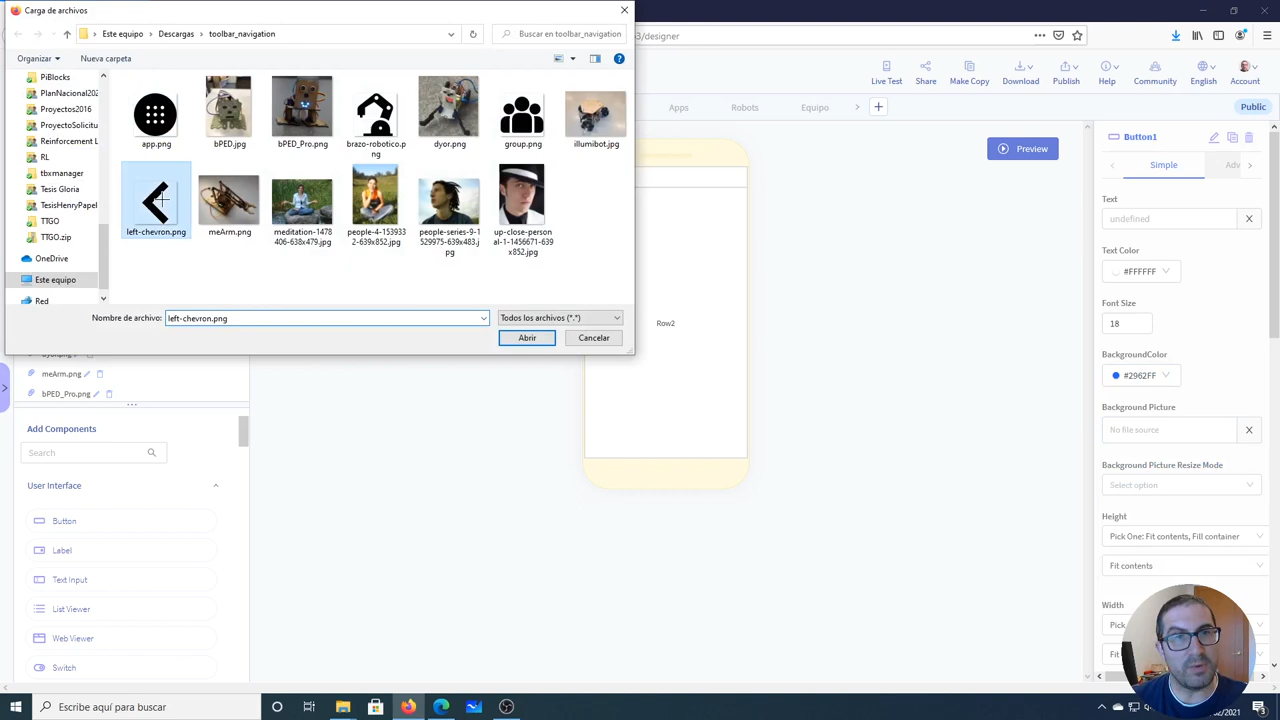 Carga de archivos
Este equipo
Descargas
toolbar_navigation
Buscar en toolbar_navigation
Organizar
Nueva carpeta
PiBlocks
PlanNacional202
Proyectos2016
ProyectoSolicitu
Reinforcement L
RL
tbxmanager
Tesis Gloria
TesisHenryPapel
TTGO
TTGO.zip
OneDrive
Este equipo
Red
app.png
bPED.jpg
bPED_Pro.png
brazo-robotico.p
ng
dyor.png
group.png
illumibot.jpg
left-chevron.png
meArm.png
meditation-1478
406-638x479.jpg
people-4-153933
2-639x852.jpg
people-series-9-1
529975-639x483.j
pg
up-close-person
al-1-1456671-639
x852.jpg
Nombre de archivo:
left-chevron.png
Todos los archivos (*.*)
Abrir
Cancelar
/designer
Live Test
Share
Make Copy
Download
Publish
Help
Community
English
Account
Apps
Robots
Equipo
Public
Preview
Row2
meArm.png
bPED_Pro.png
Add Components
Search
User Interface
Button
Label
Text Input
List Viewer
Web Viewer
Switch
Button1
Simple
Adv
Text
undefined
Text Color
#FFFFFF
Font Size
18
BackgroundColor
#2962FF
Background Picture
No file source
Background Picture Resize Mode
Select option
Height
Pick One: Fit contents, Fill container
Fit contents
Width
Pick
Fit
Escribe aquí para buscar
/2021